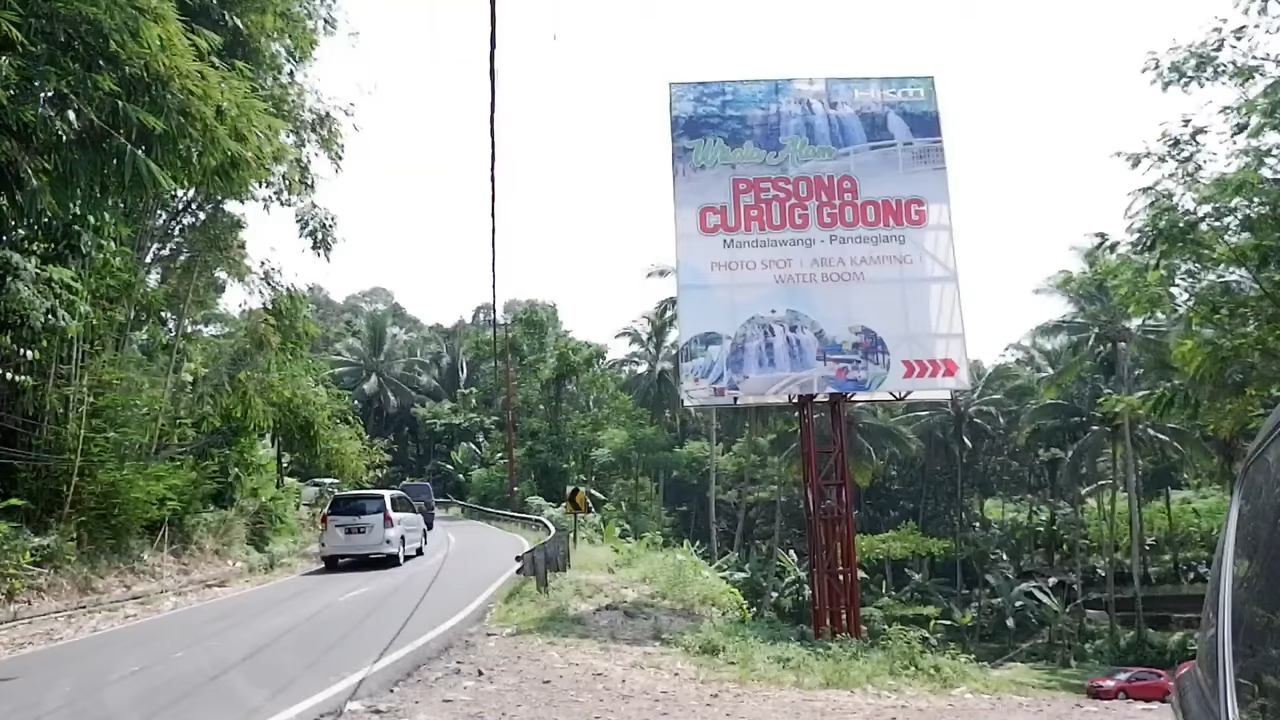 HKM
Wisata Alam
PESONA
CURUG GOONG
Mandalawangi - Pandeglang
PHOTO SPOT | AREA KAMPING |
WATER BOOM